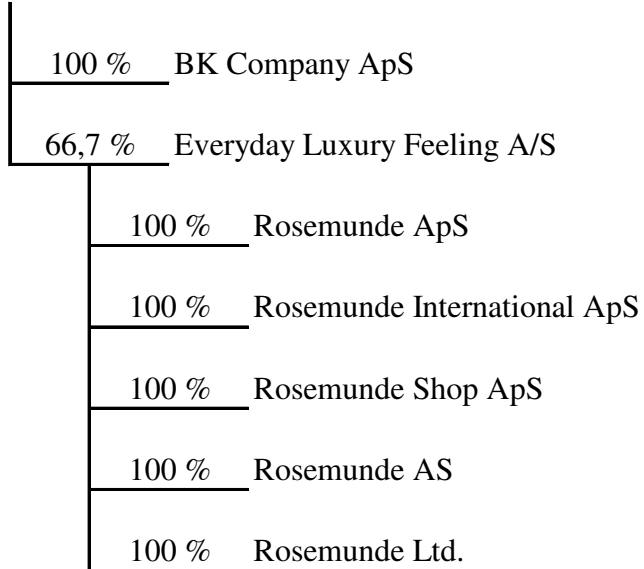 100 % BK Company ApS
66,7 % Everyday Luxury Feeling A/S
100 % Rosemunde ApS
100 % Rosemunde International ApS
100 % Rosemunde Shop ApS
100 % Rosemunde AS
100 % Rosemunde Ltd.